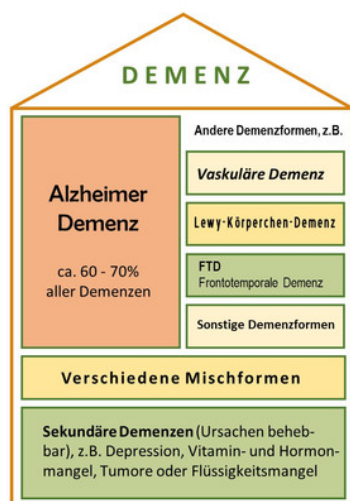 DEMENZ
Alzheimer
Demenz
ca. 60 - 70%
aller Demenzen
Andere Demenzformen, z.B.
Vaskuläre Demenz
Lewy-Körperchen-Demenz
FTD
Frontotemporale Demenz
Sonstige Demenzformen
Verschiedene Mischformen
Sekundäre Demenzen (Ursachen beheb-
bar), z.B. Depression, Vitamin- und Hormon-
mangel, Tumore oder Flüssigkeitsmangel